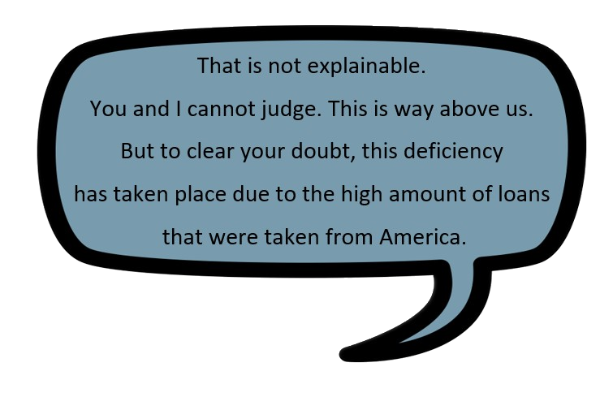 That is not explainable.
You and I cannot judge. This is way above us.
But to clear your doubt, this deficiency
has taken place due to the high amount of loans
that were taken from America.